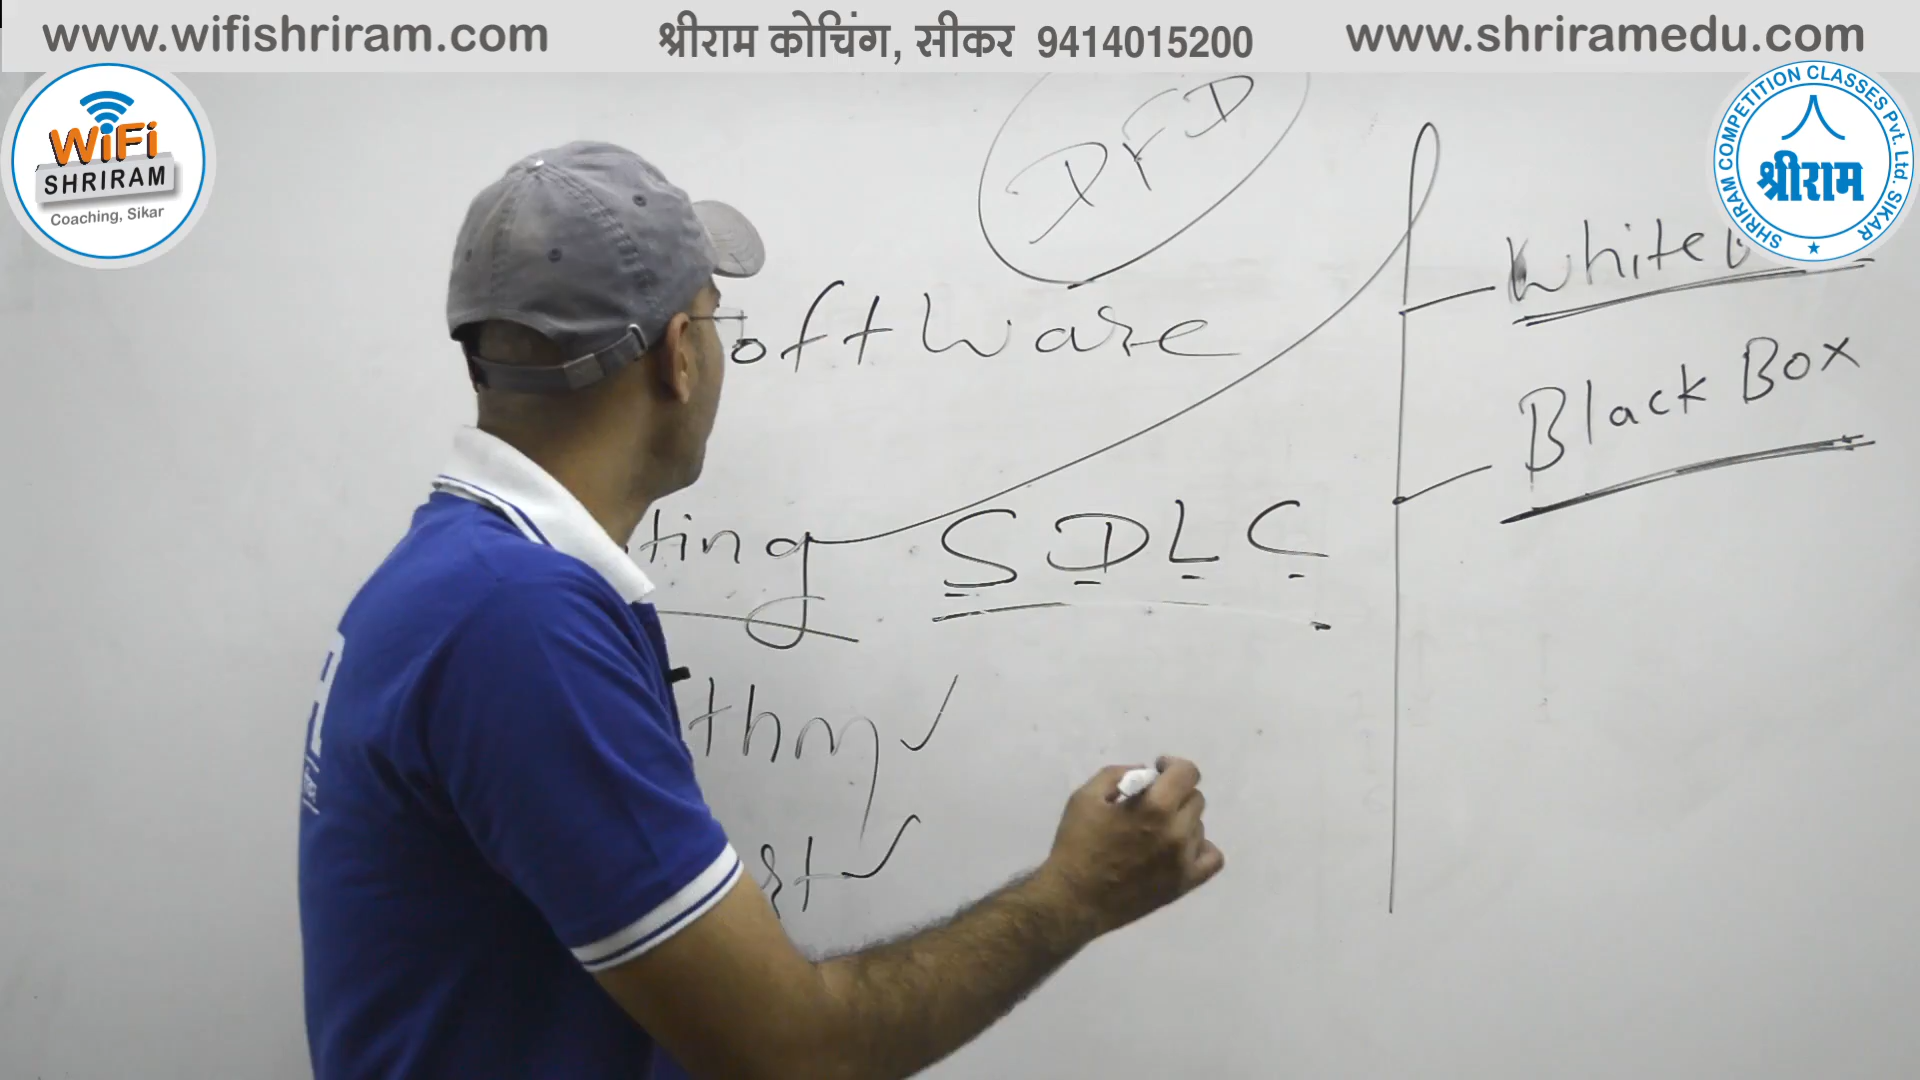 www.wifishriram.com श्रीराम कोचिंग, सीकर 9414015200 www.shriramedu.com
WiFi
SHRIRAM
Coaching, Sikar
SHRIRAM COMPETITION CLASSES Pvt. Ltd. SIKAR
श्रीराम
DFD
White
oftware
Black Box
ting SDLC
thm
rt